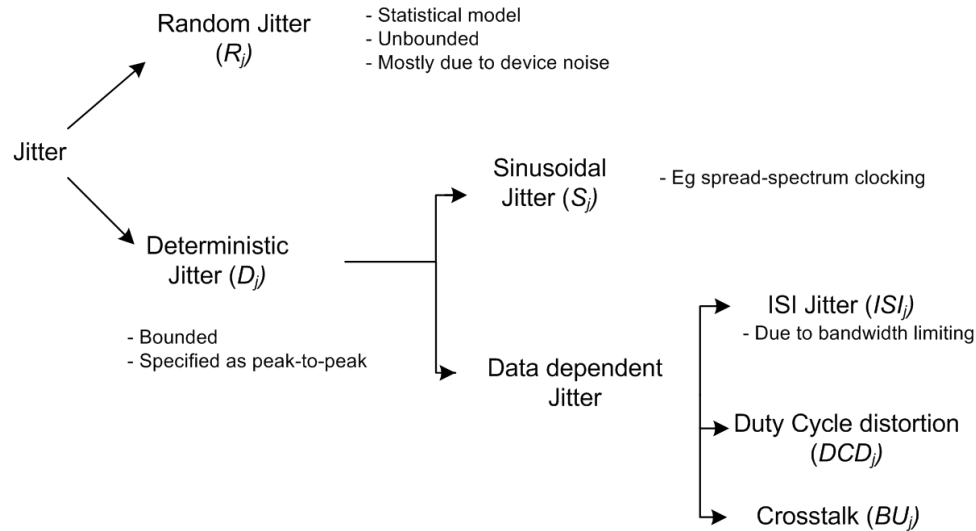 Random Jitter
(Rj)
- Statistical model
- Unbounded
- Mostly due to device noise
Jitter
Sinusoidal
Jitter (Sj)
- Eg spread-spectrum clocking
Deterministic
Jitter (Dj)
- Bounded
- Specified as peak-to-peak
ISI Jitter (ISIj)
- Due to bandwidth limiting
Data dependent
Jitter
Duty Cycle distortion
(DCDj)
Crosstalk (BUj)